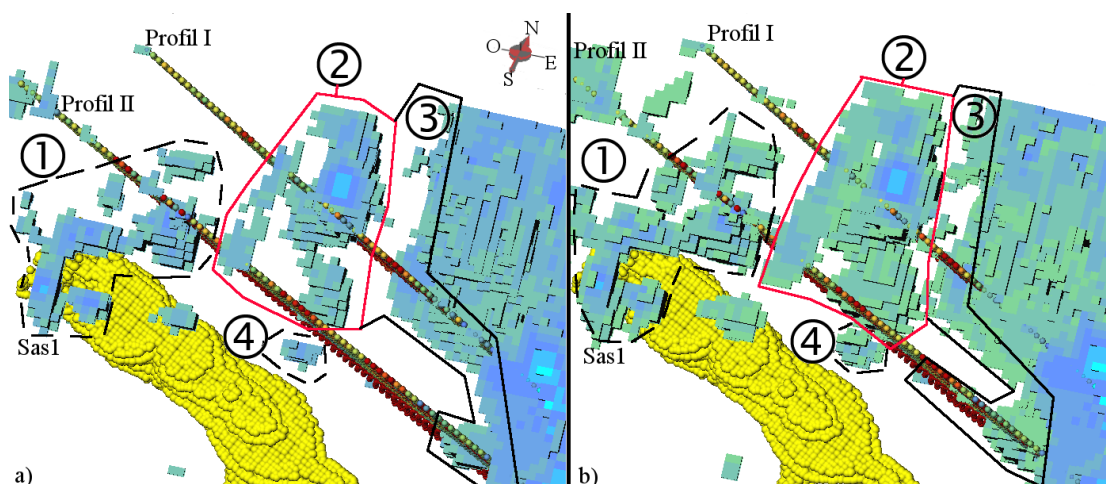 Profil I
N
O
E
S
②
Profil II
③
①
④
Sas1
a)
Profil I
②
Profil II
③
①
④
Sas1
b)